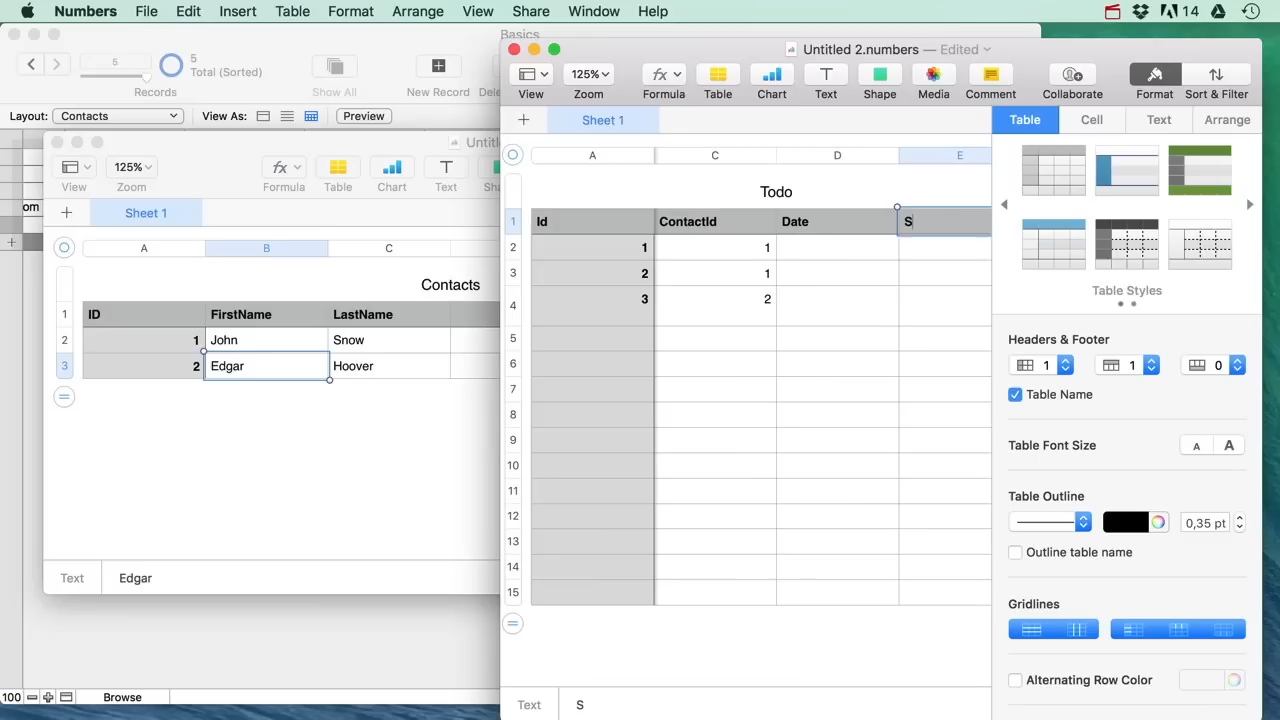 Numbers File Edit Insert Table Format Arrange View Share Window Help 14
Basics
5
5
Total (Sorted)
Records
Show All
New Record
Dele
Layout: Contacts View As: Preview
om
Untitl
125%
View Zoom Formula Table Chart Text Sha
Sheet 1
A B C
Contacts
1 ID FirstName LastName
2 1 John Snow
3 2 Edgar Hoover
Text Edgar
100 Browse
Untitled 2.numbers — Edited
125%
View Zoom Formula Table Chart Text Shape Media Comment Collaborate Format Sort & Filter
Sheet 1
A C D E
Todo
1 Id ContactId Date S
2 1 1
3 2 1
4 3 2
5
6
7
8
9
10
11
12
13
14
15
Text S
Table Cell Text Arrange
Table Styles
Headers & Footer
1 1 0
Table Name
Table Font Size A A
Table Outline
0,35 pt
Outline table name
Gridlines
Alternating Row Color